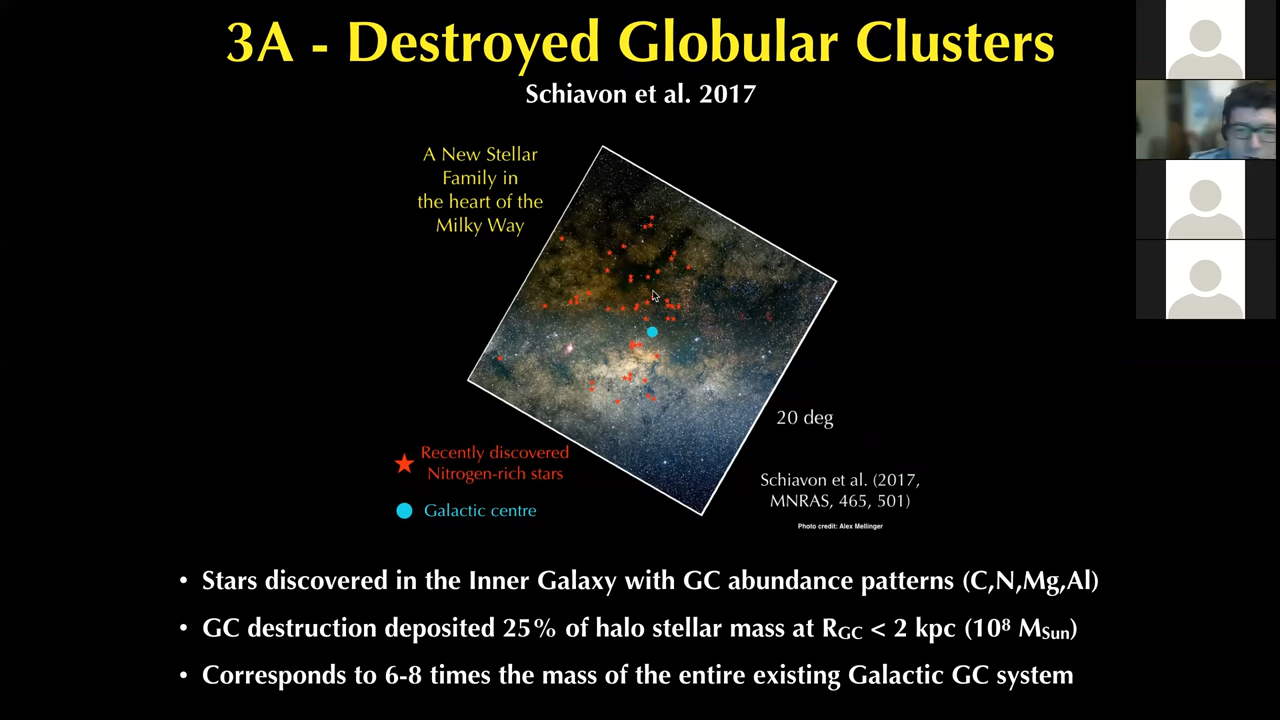 3A - Destroyed Globular Clusters
Schiavon et al. 2017
A New Stellar
Family in
the heart of the
Milky Way
20 deg
Recently discovered
Nitrogen-rich stars
Galactic centre
Schiavon et al. (2017,
MNRAS, 465, 501)
Photo credit: Alex Mellinger
• Stars discovered in the Inner Galaxy with GC abundance patterns (C,N,Mg,Al)
• GC destruction deposited 25% of halo stellar mass at RGC < 2 kpc (10⁸ MSun)
• Corresponds to 6-8 times the mass of the entire existing Galactic GC system